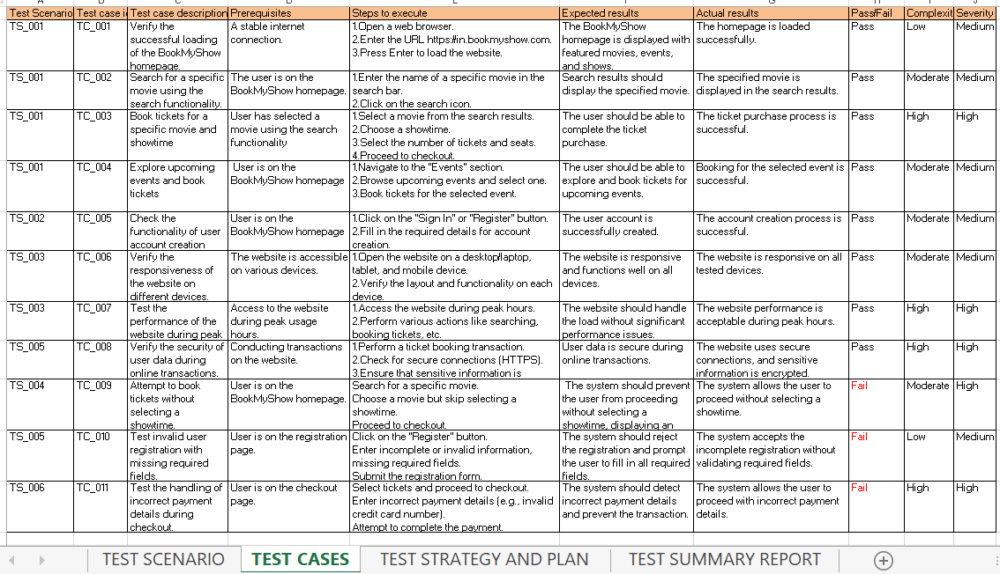 Test Scenario Test case i Test case description Prerequisites Steps to execute Expected results Actual results Pass/Fail Complexit Severity
TS_001 TC_001 Verify the A stable internet 1.Open a web browser. The BookMyShow The homepage is loaded Pass Low Medium
successful loading connection. 2.Enter the URL https://in.bookmyshow.com. homepage is displayed with successfully.
of the BookMyShow 3.Press Enter to load the website. featured movies, events,
homepage. and shows.
TS_001 TC_002 Search for a specific The user is on the 1.Enter the name of a specific movie in the Search results should The specified movie is Pass Moderate Medium
movie using the BookMyShow homepage. search bar. display the specified movie. displayed in the search results.
search functionality. 2.Click on the search icon.
TS_001 TC_003 Book tickets for a User has selected a 1.Select a movie from the search results. The user should be able to The ticket purchase process is Pass High High
specific movie and movie using the search 2.Choose a showtime. complete the ticket successful.
showtime functionality 3.Select the number of tickets and seats. purchase.
4.Proceed to checkout.
TS_001 TC_004 Explore upcoming User is on the 1.Navigate to the "Events" section. The user should be able to Booking for the selected event is Pass Moderate Medium
events and book BookMyShow homepage 2.Browse upcoming events and select one. explore and book tickets for successful.
tickets 3.Book tickets for the selected event. upcoming events.
TS_002 TC_005 Check the User is on the 1.Click on the "Sign In" or "Register" button. The user account is The account creation process is Pass Moderate Medium
functionality of user BookMyShow homepage 2.Fill in the required details for account successfully created. successful.
account creation creation.
TS_003 TC_006 Verify the The website is accessible 1.Open the website on a desktop/laptop, The website is responsive The website is responsive on all Pass Moderate Medium
responsiveness of on various devices. tablet, and mobile device. and functions well on all tested devices.
the website on 2.Verify the layout and functionality on each devices.
different devices. device.
TS_003 TC_007 Test the Access to the website 1.Access the website during peak hours. The website should handle The website performance is Pass High High
performance of the during peak usage 2.Perform various actions like searching, the load without significant acceptable during peak hours.
website during peak hours. booking tickets, etc. performance issues.
TS_005 TC_008 Verify the security of Conducting transactions 1.Perform a ticket booking transaction. User data is secure during The website uses secure Pass High High
user data during on the website. 2.Check for secure connections (HTTPS). online transactions. connections, and sensitive
online transactions. 3.Ensure that sensitive information is information is encrypted.
TS_004 TC_009 Attempt to book User is on the Search for a specific movie. The system should prevent The system allows the user to Fail Moderate High
tickets without BookMyShow homepage. Choose a movie but skip selecting a the user from proceeding proceed without selecting a
selecting a showtime. without selecting a showtime.
showtime. Proceed to checkout. showtime, displaying an
TS_005 TC_010 Test invalid user User is on the registration Click on the "Register" button. The system should reject The system accepts the Fail Low Medium
registration with page. Enter incomplete or invalid information, the registration and prompt incomplete registration without
missing required missing required fields. the user to fill in all required validating required fields.
fields. Submit the registration form. fields.
TS_006 TC_011 Test the handling of User is on the checkout Select tickets and proceed to checkout. The system should detect The system allows the user to Fail High High
incorrect payment page. Enter incorrect payment details (e.g., invalid incorrect payment details proceed with incorrect payment
details during credit card number). and prevent the transaction. details.
checkout. Attempt to complete the payment.
TEST SCENARIO TEST CASES TEST STRATEGY AND PLAN TEST SUMMARY REPORT